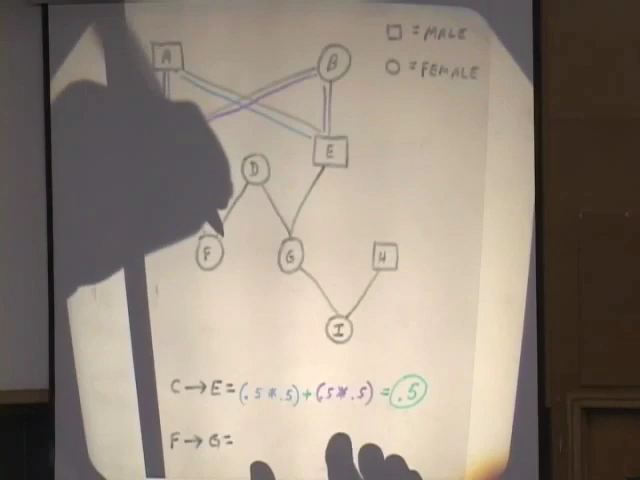 A
B
□ = MALE
○ = FEMALE
E
D
F
G
H
I
C → E = (.5 * .5) + (.5 * .5) = .5
F → G =